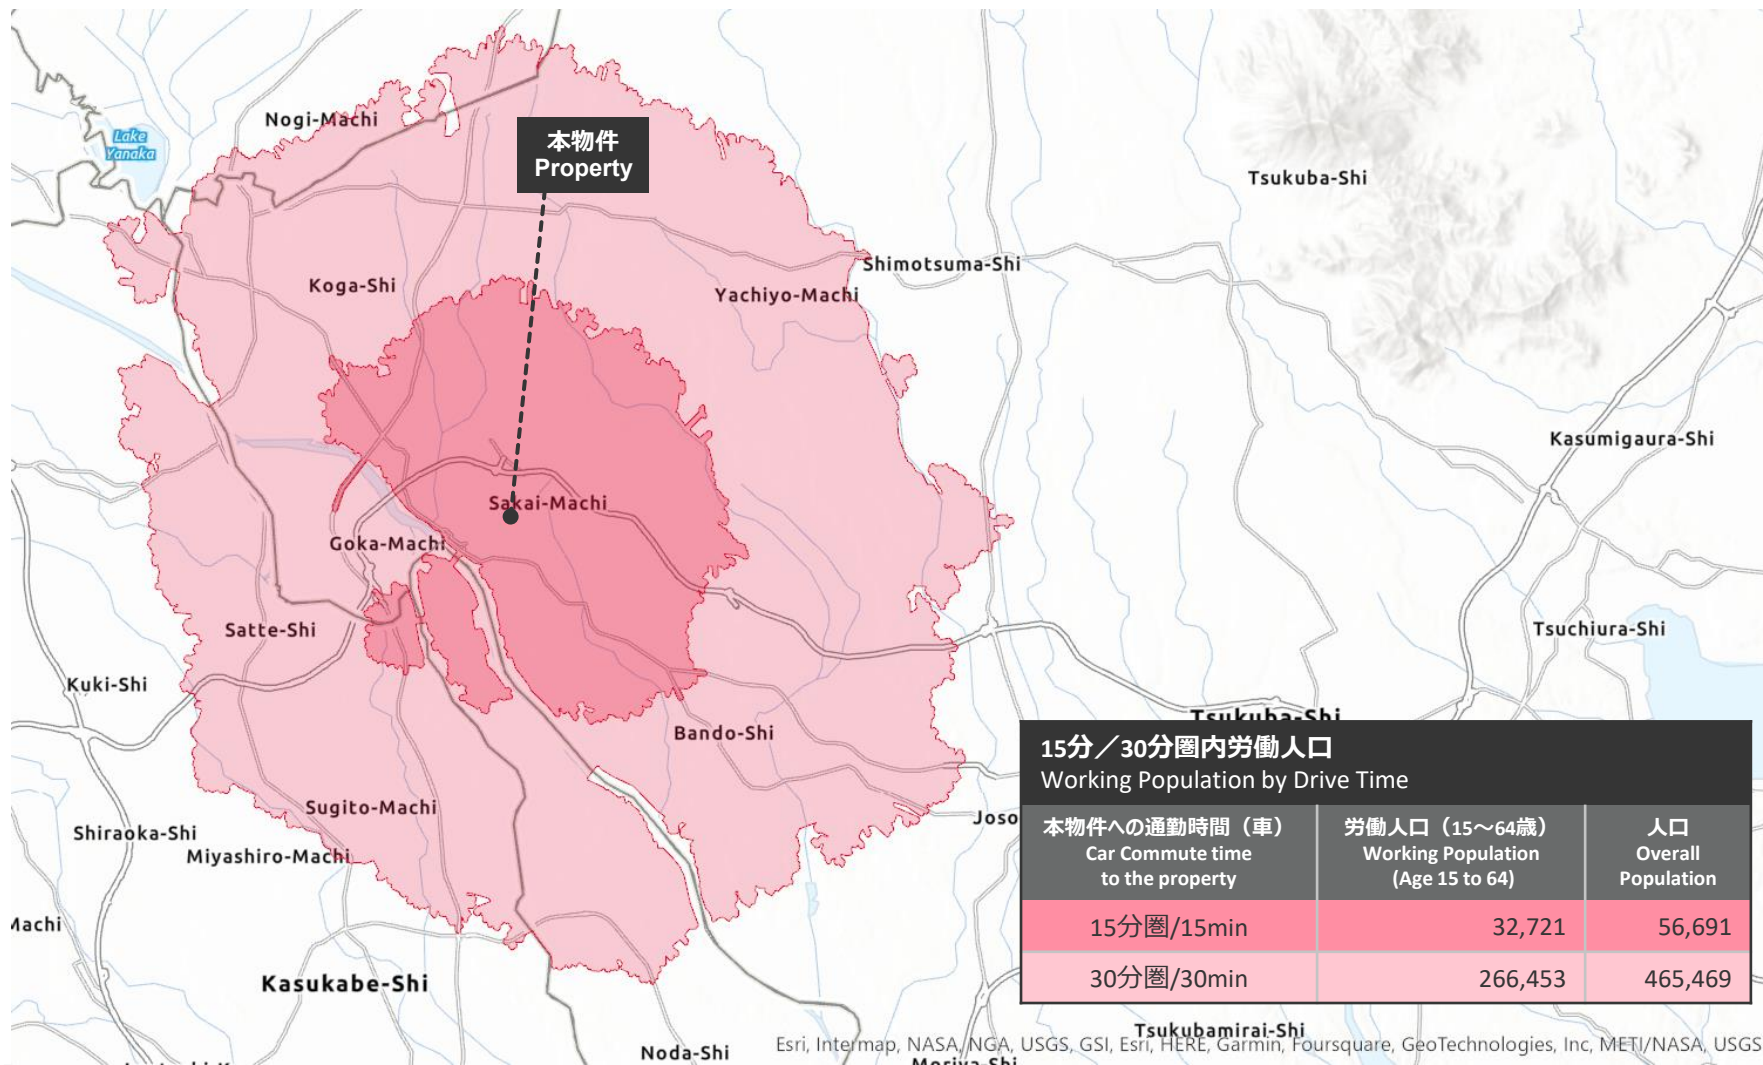 Nogi-Machi
Lake
Yanaka
本物件
Property
Tsukuba-Shi
Shimotsuma-Shi
Koga-Shi
Yachiyo-Machi
Kasumigaura-Shi
Sakai-Machi
Goka-Machi
Satte-Shi
Tsuchiura-Shi
Kuki-Shi
Tsukuba-Shi
Bando-Shi
15分／30分圏内労働人口
Working Population by Drive Time
本物件への通勤時間（車）
Car Commute time
to the property
労働人口（15～64歳）
Working Population
(Age 15 to 64)
人口
Overall
Population
15分圏/15min 32,721 56,691
30分圏/30min 266,453 465,469
Sugito-Machi
Joso
Shiraoka-Shi
Miyashiro-Machi
Machi
Kasukabe-Shi
Tsukubamirai-Shi
Noda-Shi
Esri, Intermap, NASA, NGA, USGS, GSI, Esri, HERE, Garmin, Foursquare, GeoTechnologies, Inc, METI/NASA, USGS
Moriya-Shi